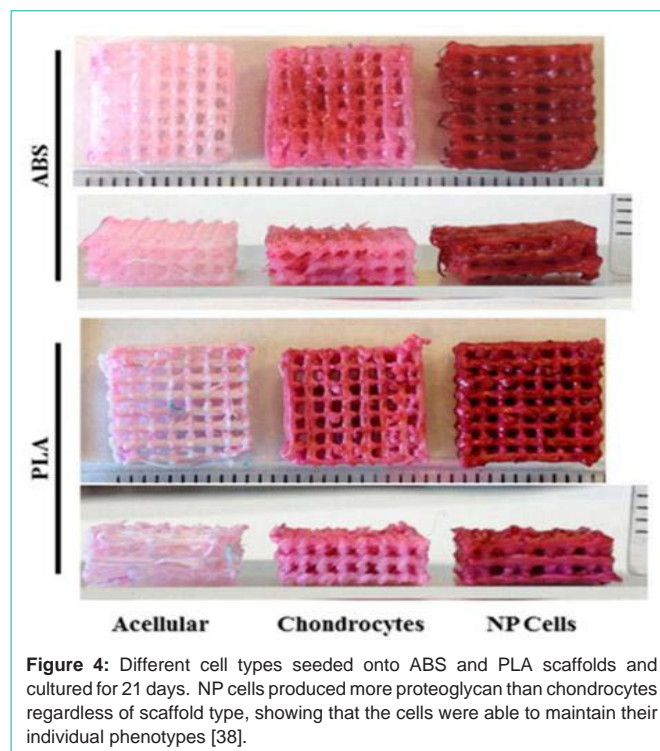 ABS
PLA
Acellular Chondrocytes NP Cells
Figure 4: Different cell types seeded onto ABS and PLA scaffolds and
cultured for 21 days. NP cells produced more proteoglycan than chondrocytes
regardless of scaffold type, showing that the cells were able to maintain their
individual phenotypes [38].